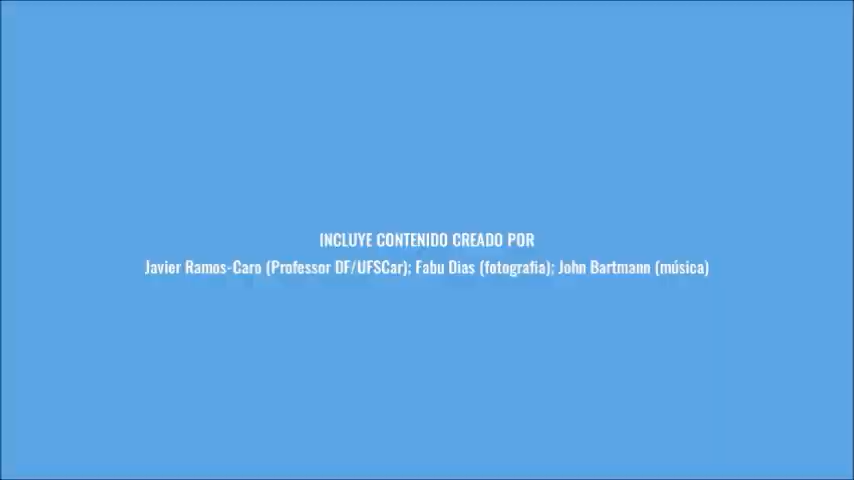 INCLUYE CONTENIDO CREADO POR
Javier Ramos-Caro (Professor DF/UFSCar); Fabu Dias (fotografia); John Bartmann (música)